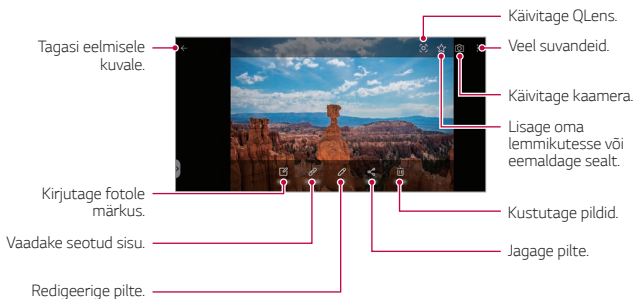 Käivitage QLens.
Tagasi eelmisele
kuvale.
Veel suvandeid.
Käivitage kaamera.
Lisage oma
lemmikutesse või
eemaldage sealt.
Kirjutage fotole
märkus.
Kustutage pildid.
Vaadake seotud sisu.
Jagage pilte.
Redigeerige pilte.